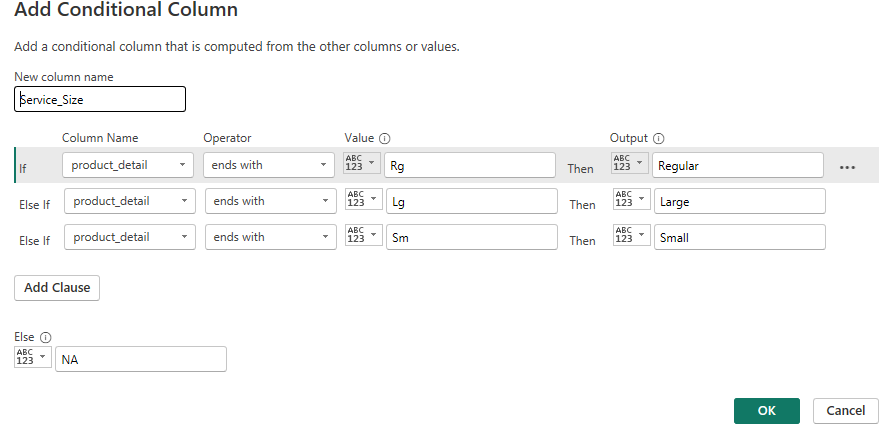 Add Conditional Column
Add a conditional column that is computed from the other columns or values.
New column name
Service_Size
Column Name Operator Value Output
If product_detail ends with ABC 123 Rg Then ABC 123 Regular ...
Else If product_detail ends with ABC 123 Lg Then ABC 123 Large
Else If product_detail ends with ABC 123 Sm Then ABC 123 Small
Add Clause
Else
ABC 123 NA
OK Cancel